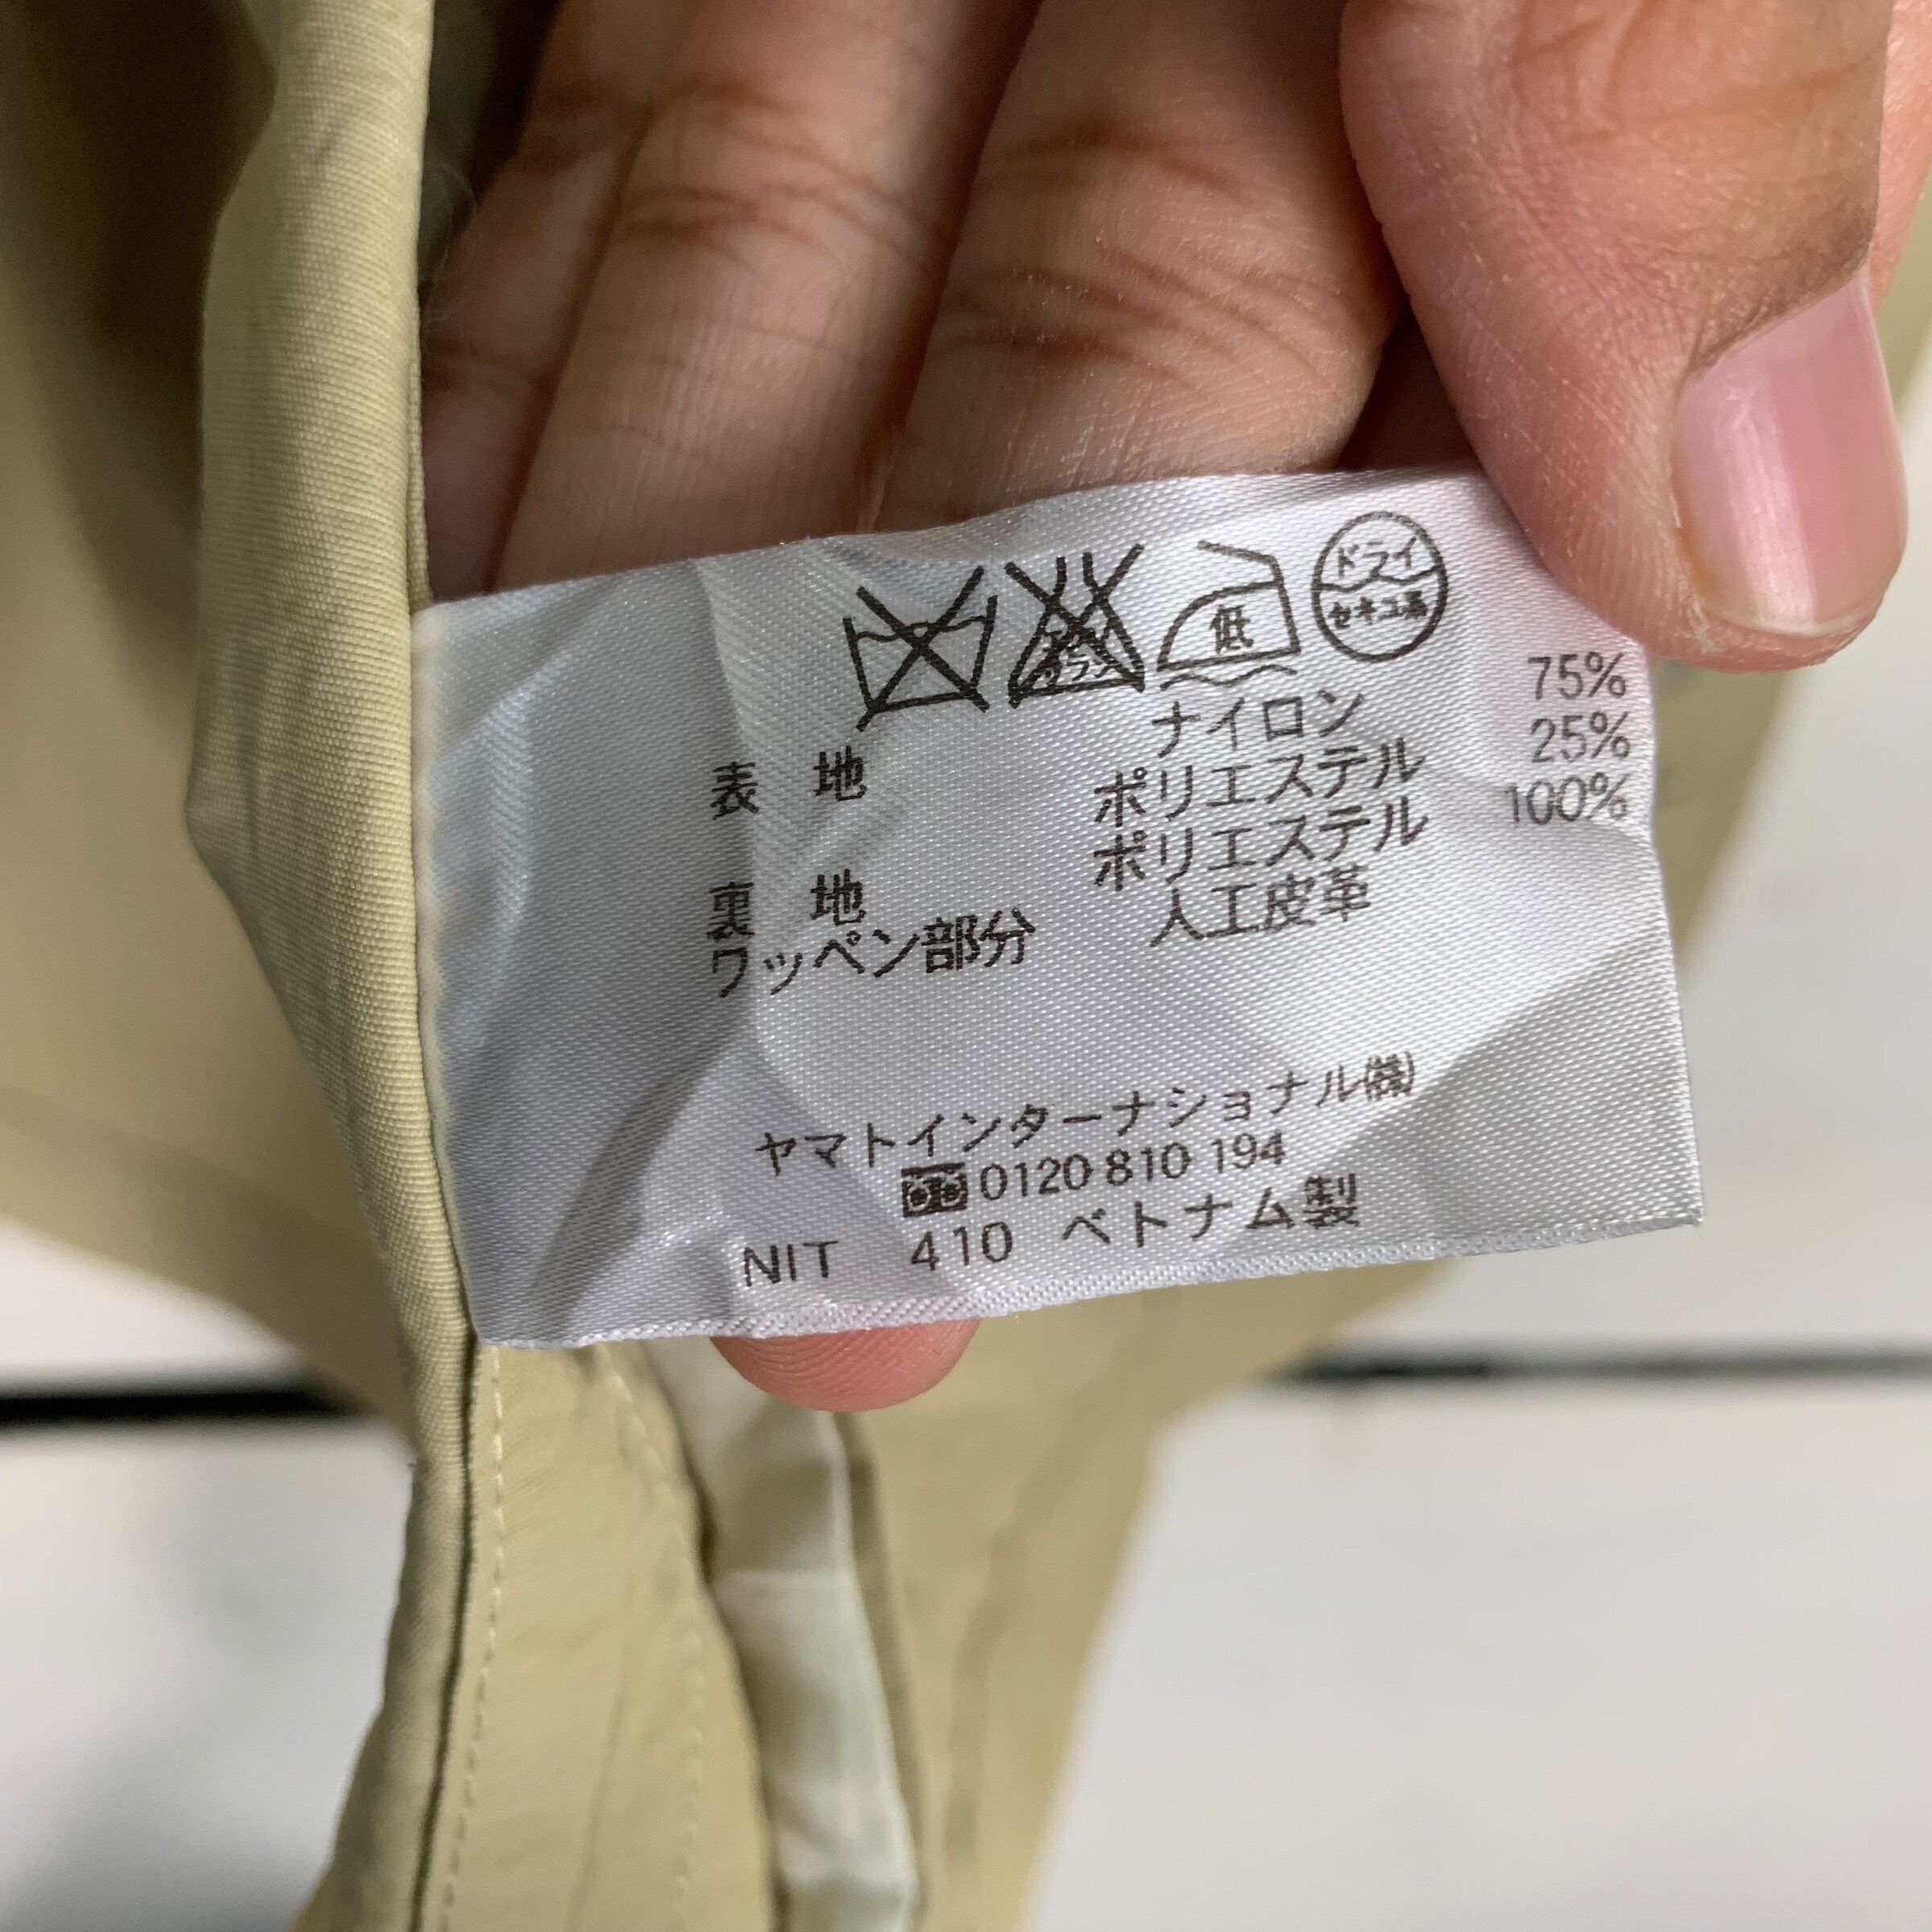 低
ドライ
セキユ系
表 地 ナイロン 75%
ポリエステル 25%
裏 地 ポリエステル 100%
ワッペン部分 人工皮革
ヤマトインターナショナル㈱
0120 810 194
NIT 410 ベトナム製